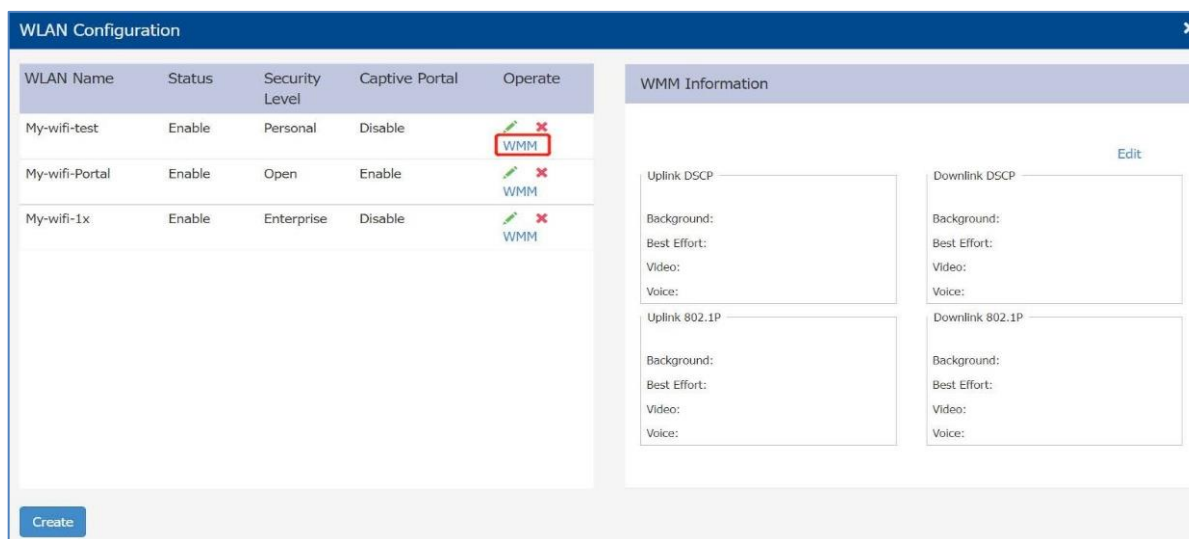 WLAN Configuration
WLAN Name Status Security Level Captive Portal Operate
My-wifi-test Enable Personal Disable
WMM
My-wifi-Portal Enable Open Enable
WMM
My-wifi-1x Enable Enterprise Disable
WMM
Create
WMM Information
Edit
Uplink DSCP
Background:
Best Effort:
Video:
Voice:
Downlink DSCP
Background:
Best Effort:
Video:
Voice:
Uplink 802.1P
Background:
Best Effort:
Video:
Voice:
Downlink 802.1P
Background:
Best Effort:
Video:
Voice: